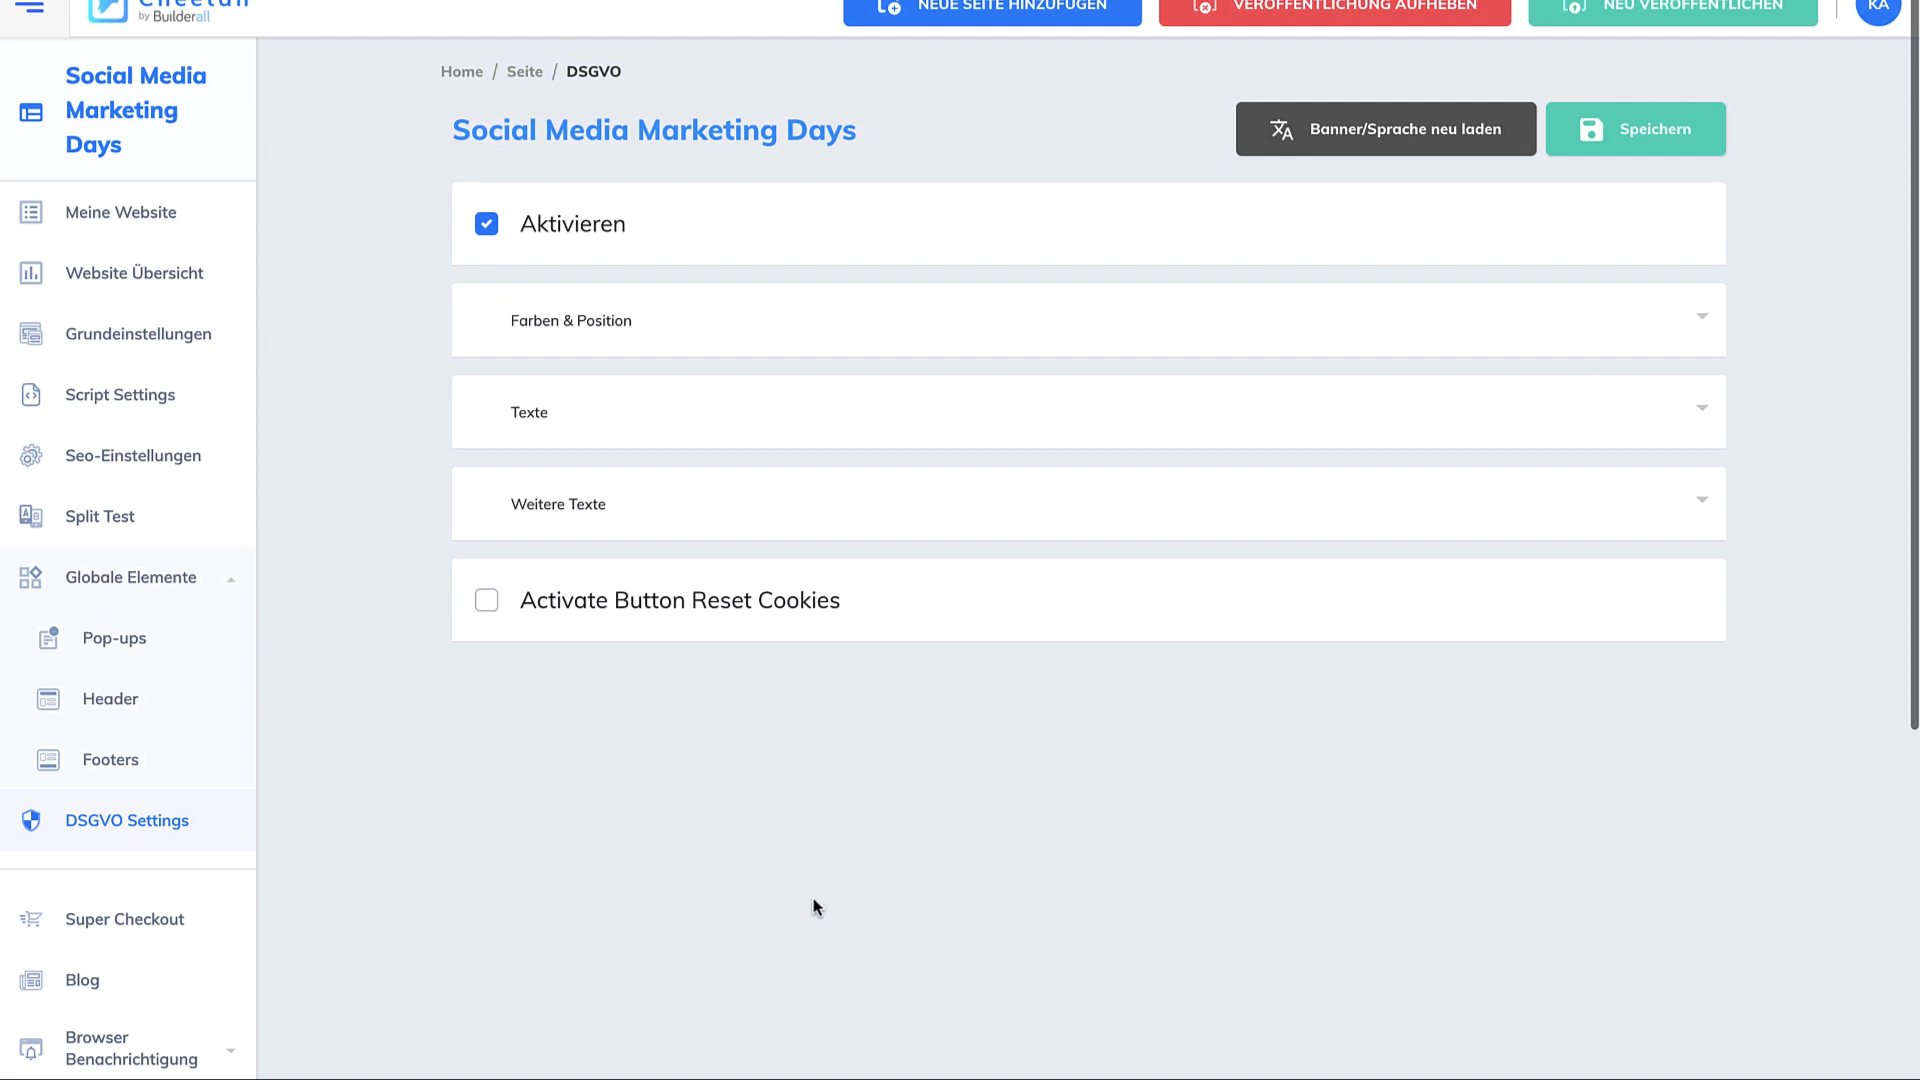 Cheetah
by Builderall
NEUE SEITE HINZUFÜGEN
VERÖFFENTLICHUNG AUFHEBEN
NEU VERÖFFENTLICHEN
KA
Social Media
Marketing
Days
Home / Seite / DSGVO
Social Media Marketing Days
Banner/Sprache neu laden
Speichern
Meine Website
Website Übersicht
Grundeinstellungen
Script Settings
Seo-Einstellungen
Split Test
Globale Elemente
Pop-ups
Header
Footers
DSGVO Settings
Super Checkout
Blog
Browser
Benachrichtigung
Aktivieren
Farben & Position
Texte
Weitere Texte
Activate Button Reset Cookies